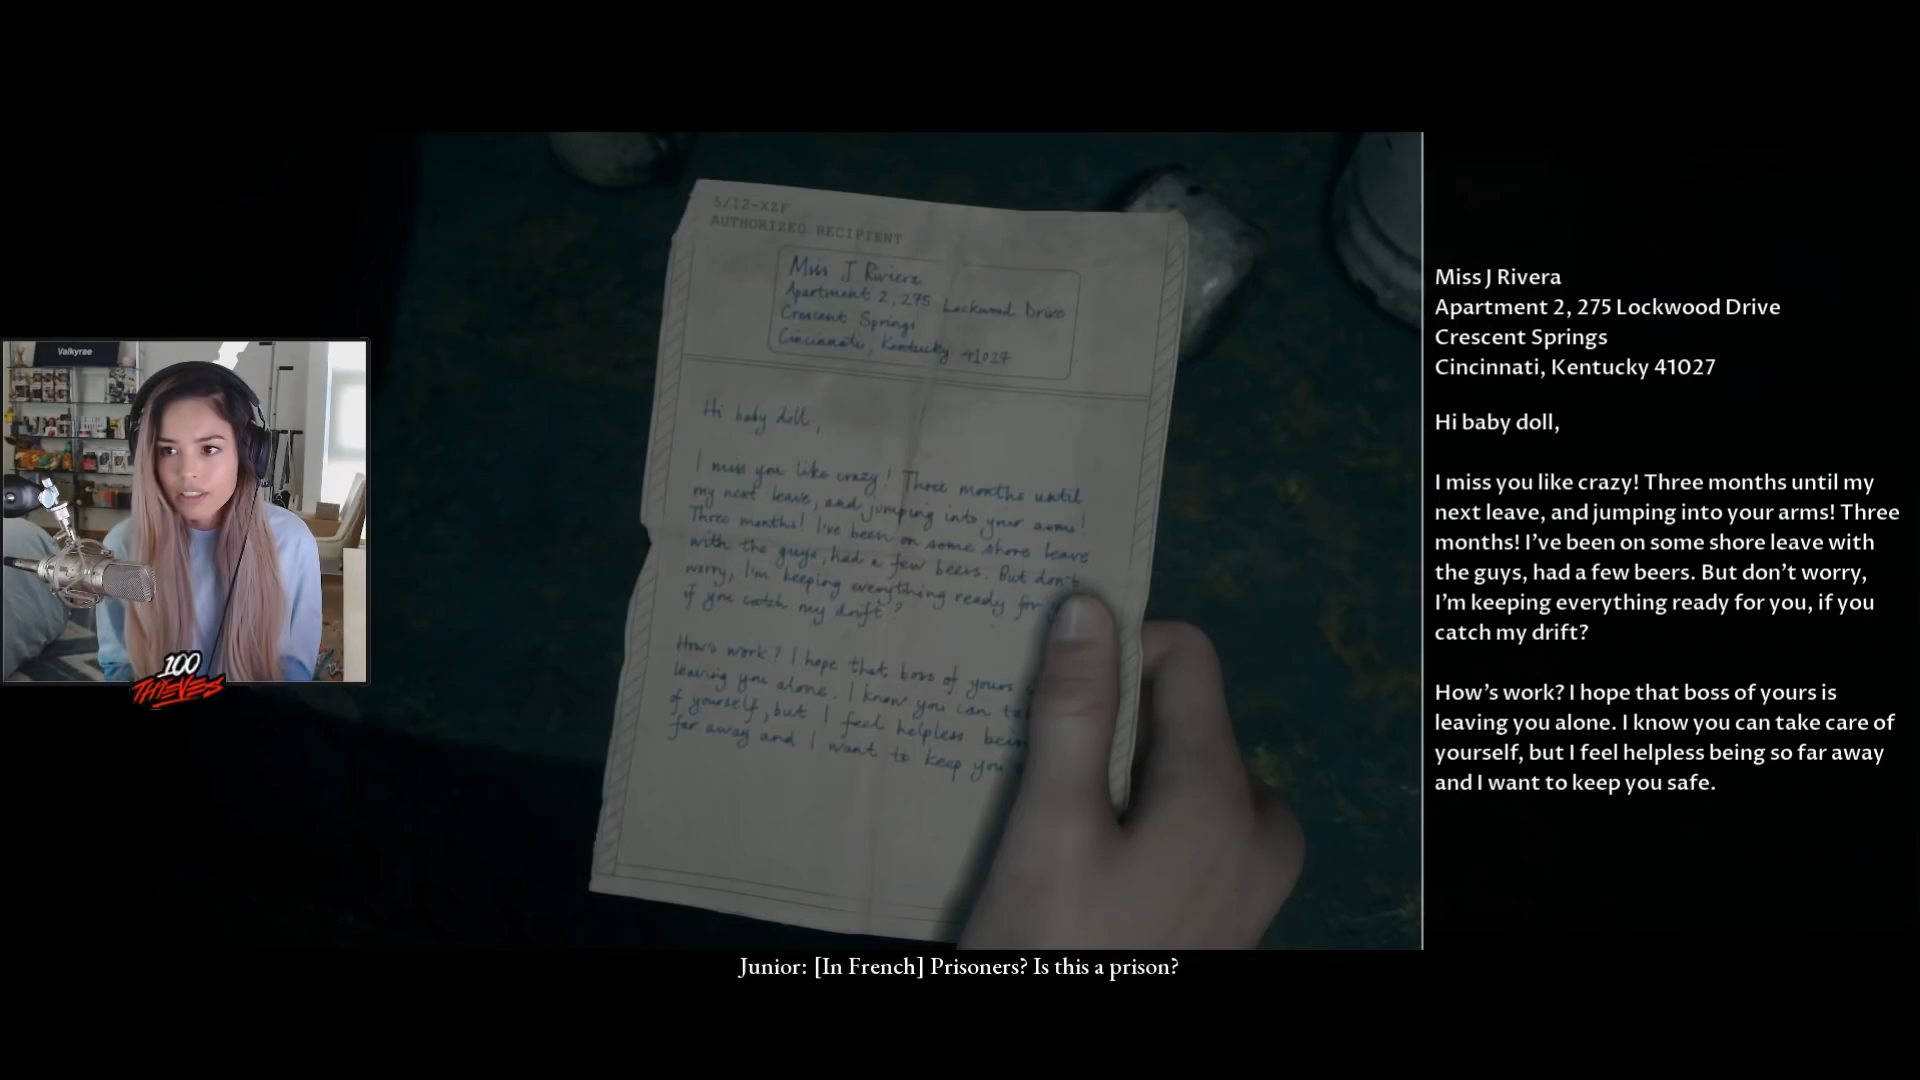 5/12-XZF
AUTHORIZED RECIPIENT
Miss J Riviera
Apartment 2, 275 Lockwood Drive
Crescent Springs
Cincinnati, Kentucky 41027
Hi baby doll,
I miss you like crazy! Three months until
my next leave, and jumping into your arms!
Three months! I've been on some shore leave
with the guys, had a few beers. But don't
worry, I'm keeping everything ready for
if you catch my drift?
How's work? I hope that boss of yours
leaving you alone. I know you can
of yourself, but I feel helpless
far away and I want to keep you
Valkyrae
100
THIEVES
Miss J Rivera
Apartment 2, 275 Lockwood Drive
Crescent Springs
Cincinnati, Kentucky 41027
Hi baby doll,
I miss you like crazy! Three months until my
next leave, and jumping into your arms! Three
months! I've been on some shore leave with
the guys, had a few beers. But don't worry,
I'm keeping everything ready for you, if you
catch my drift?
How's work? I hope that boss of yours is
leaving you alone. I know you can take care of
yourself, but I feel helpless being so far away
and I want to keep you safe.
Junior: [In French] Prisoners? Is this a prison?